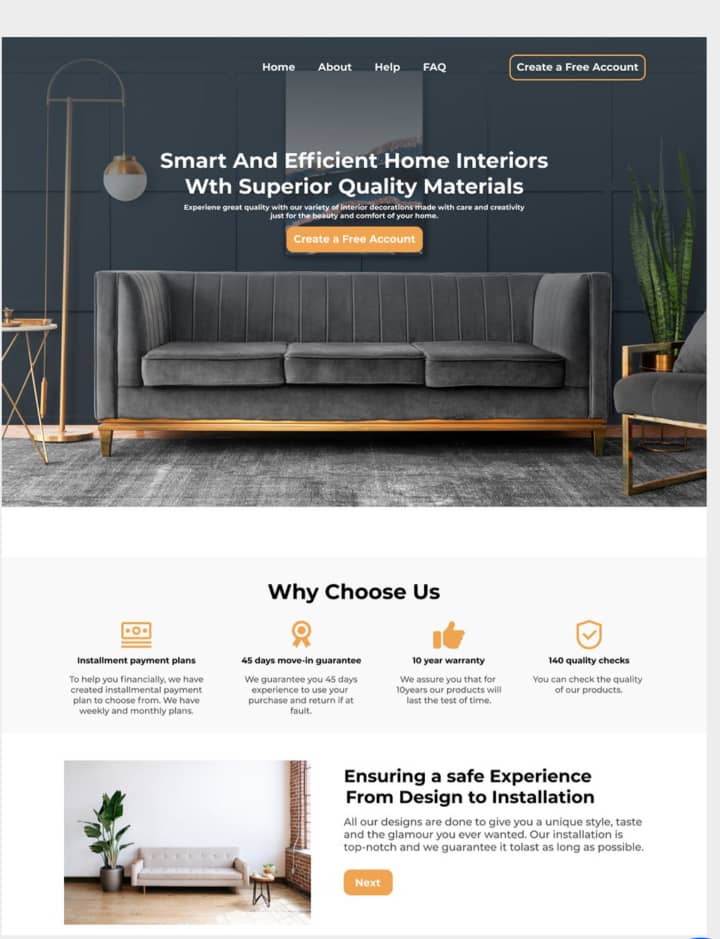 Home About Help FAQ Create a Free Account
Smart And Efficient Home Interiors
Wth Superior Quality Materials
Experiene great quality with our variety of interior decorations made with care and creativity
just for the beauty and comfort of your home.
Create a Free Account
Why Choose Us
Installment payment plans
To help you financially, we have
created installmental payment
plan to choose from. We have
weekly and monthly plans.
45 days move-in guarantee
We guarantee you 45 days
experience to use your
purchase and return if at
fault.
10 year warranty
We assure you that for
10years our products will
last the test of time.
140 quality checks
You can check the quality
of our products.
Ensuring a safe Experience
From Design to Installation
All our designs are done to give you a unique style, taste
and the glamour you ever wanted. Our installation is
top-notch and we guarantee it tolast as long as possible.
Next